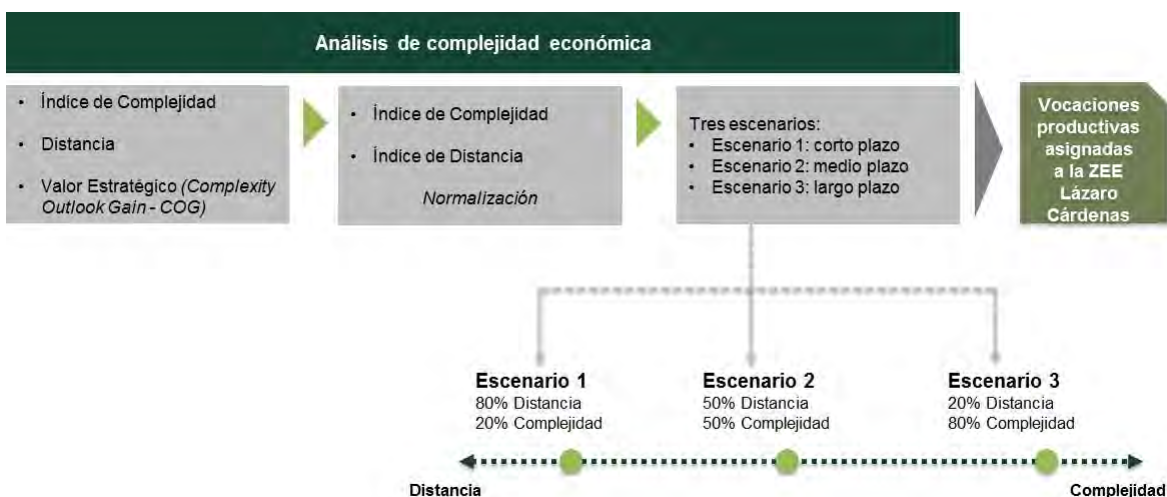 Análisis de complejidad económica
• Índice de Complejidad
• Distancia
• Valor Estratégico (Complexity
Outlook Gain - COG)
• Índice de Complejidad
• Índice de Distancia
Normalización
Tres escenarios:
• Escenario 1: corto plazo
• Escenario 2: medio plazo
• Escenario 3: largo plazo
Vocaciones
productivas
asignadas
a la ZEE
Lázaro
Cárdenas
Escenario 1
80% Distancia
20% Complejidad
Escenario 2
50% Distancia
50% Complejidad
Escenario 3
20% Distancia
80% Complejidad
Distancia
Complejidad